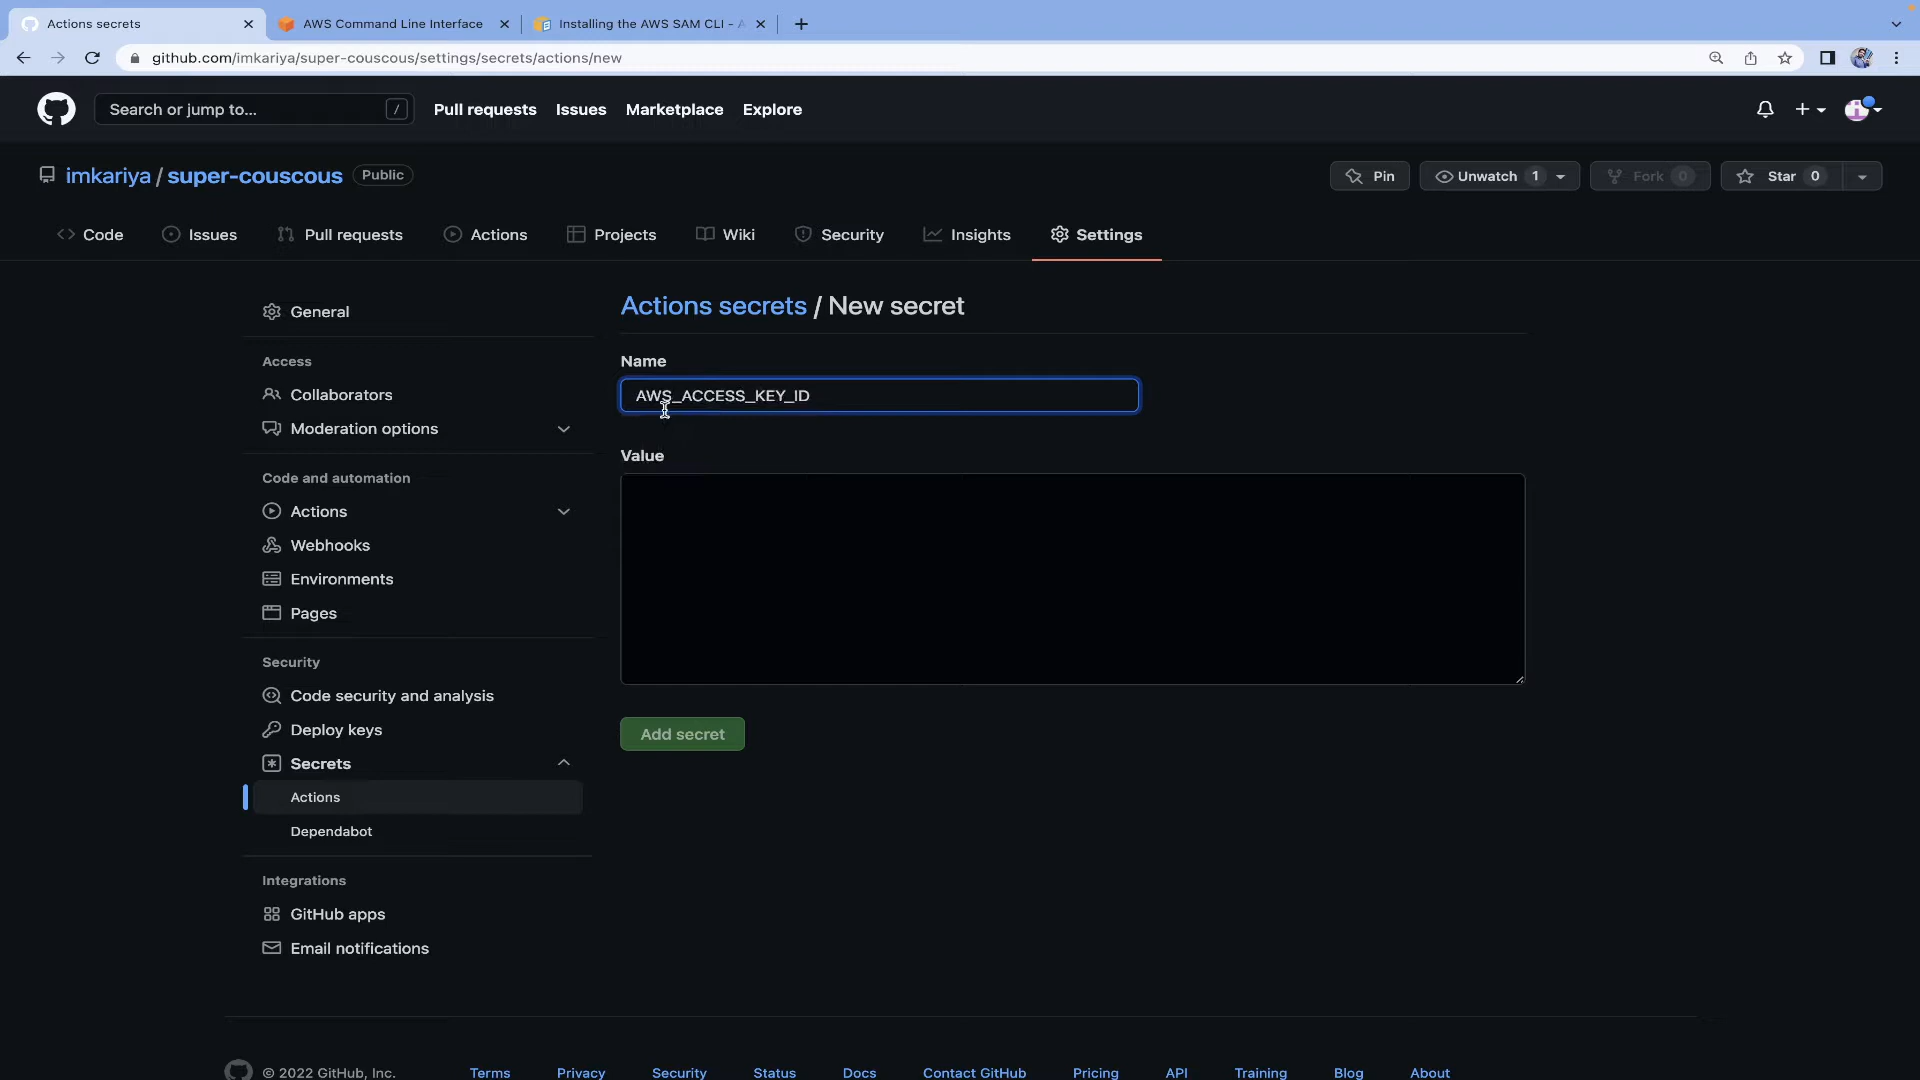 Actions secrets
AWS Command Line Interface
Installing the AWS SAM CLI - A
github.com/imkariya/super-couscous/settings/secrets/actions/new
Search or jump to... /
Pull requests
Issues
Marketplace
Explore
imkariya / super-couscous
Public
Pin
Unwatch 1
Fork 0
Star 0
Code
Issues
Pull requests
Actions
Projects
Wiki
Security
Insights
Settings
General
Access
Collaborators
Moderation options
Code and automation
Actions
Webhooks
Environments
Pages
Security
Code security and analysis
Deploy keys
Secrets
Actions
Dependabot
Integrations
GitHub apps
Email notifications
Actions secrets / New secret
Name
AWS_ACCESS_KEY_ID
Value
Add secret
© 2022 GitHub, Inc.
Terms
Privacy
Security
Status
Docs
Contact GitHub
Pricing
API
Training
Blog
About